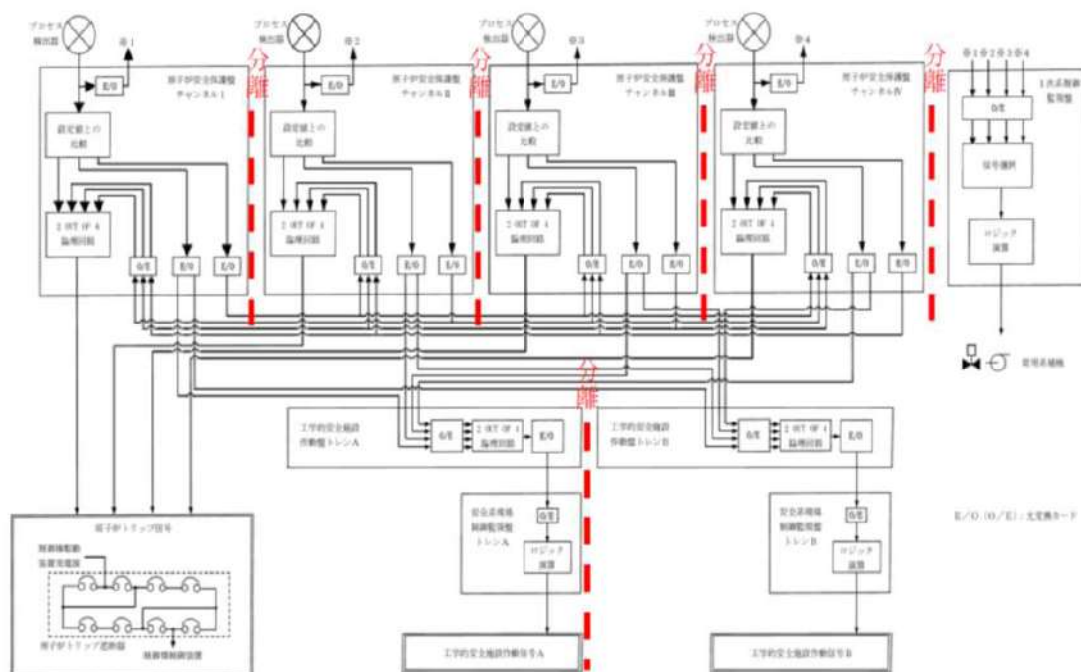 プロセス
検出器
※1
プロセス
検出器
※2
プロセス
検出器
※3
プロセス
検出器
※4
※1 ※2 ※3 ※4
分離
分離
分離
分離
原子炉安全保護盤
チャンネルⅠ
E/O
設定値との
比較
2 OUT OF 4
論理回路
O/E
E/O
E/O
原子炉安全保護盤
チャンネルⅡ
E/O
設定値との
比較
2 OUT OF 4
論理回路
O/E
E/O
E/O
原子炉安全保護盤
チャンネルⅢ
E/O
設定値との
比較
2 OUT OF 4
論理回路
O/E
E/O
E/O
原子炉安全保護盤
チャンネルⅣ
E/O
設定値との
比較
2 OUT OF 4
論理回路
O/E
E/O
E/O
1次系制御
監視盤
O/E
信号選択
ロジック
演算
常用系補機
分離
工学的安全施設
作動盤トレンA
O/E
2 OUT OF 4
論理回路
E/O
工学的安全施設
作動盤トレンB
O/E
2 OUT OF 4
論理回路
E/O
安全系現場
制御監視盤
トレンA
O/E
ロジック
演算
安全系現場
制御監視盤
トレンB
O/E
ロジック
演算
E/O(O/E):光変換カード
原子炉トリップ信号
制御棒駆動
装置用電源
原子炉トリップ遮断器
制御棒制御装置
工学的安全施設作動信号A
工学的安全施設作動信号B